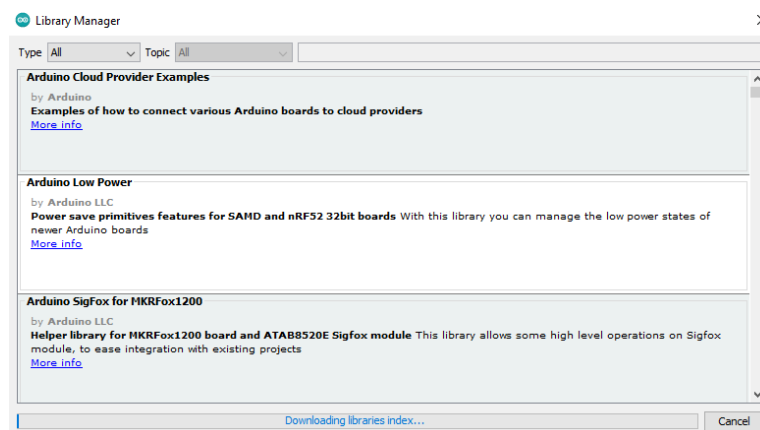 Library Manager
Type All Topic All
Arduino Cloud Provider Examples
by Arduino
Examples of how to connect various Arduino boards to cloud providers
More info
Arduino Low Power
by Arduino LLC
Power save primitives features for SAMD and nRF52 32bit boards With this library you can manage the low power states of
newer Arduino boards
More info
Arduino SigFox for MKRFox1200
by Arduino LLC
Helper library for MKRFox1200 board and ATAB8520E Sigfox module This library allows some high level operations on Sigfox
module, to ease integration with existing projects
More info
Downloading libraries index...
Cancel